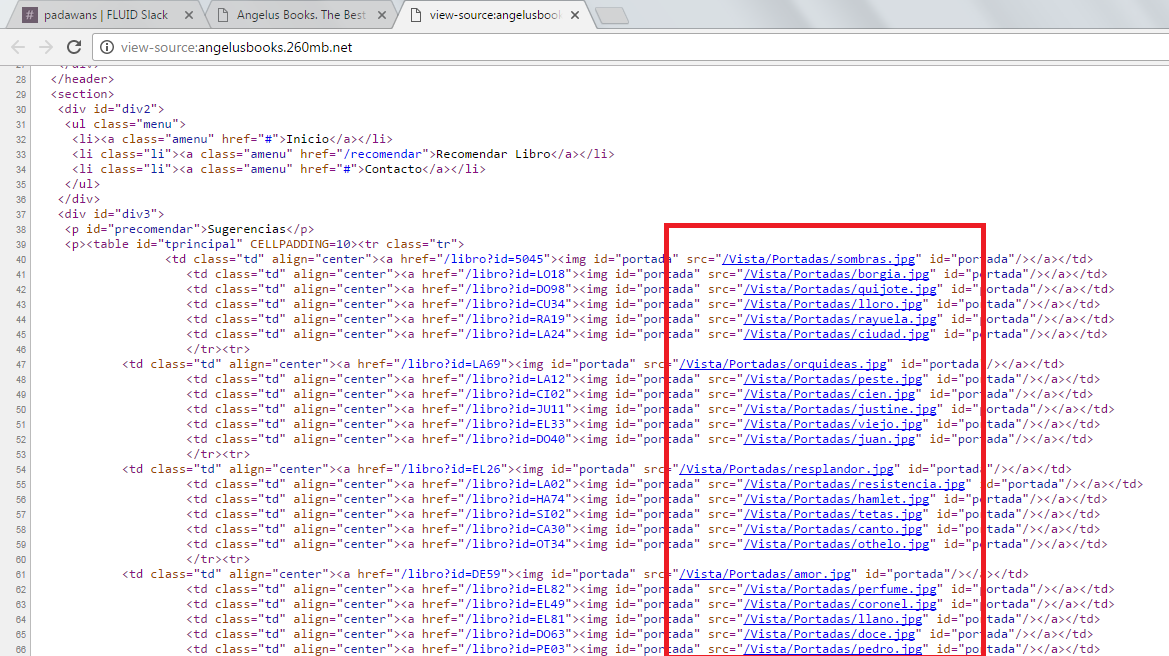 padawans | FLUID Slack
Angelus Books. The Best
view-source:angelusbook
view-source:angelusbooks.260mb.net
28 </header>
29 <section>
30 <div id="div2">
31 <ul class="menu">
32 <li><a class="amenu" href="#">Inicio</a></li>
33 <li class="li"><a class="amenu" href="/recomendar">Recomendar Libro</a></li>
34 <li class="li"><a class="amenu" href="#">Contacto</a></li>
35 </ul>
36 </div>
37 <div id="div3">
38 <p id="precomendar">Sugerencias</p>
39 <p><table id="tprincipal" CELLPADDING=10><tr class="tr">
40 <td class="td" align="center"><a href="/libro?id=5045"><img id="portada" src="/Vista/Portadas/sombras.jpg" id="portada"/></a></td>
41 <td class="td" align="center"><a href="/libro?id=LO18"><img id="portada" src="/Vista/Portadas/borgia.jpg" id="portada"/></a></td>
42 <td class="td" align="center"><a href="/libro?id=DO98"><img id="portada" src="/Vista/Portadas/quijote.jpg" id="portada"/></a></td>
43 <td class="td" align="center"><a href="/libro?id=CU34"><img id="portada" src="/Vista/Portadas/lloro.jpg" id="portada"/></a></td>
44 <td class="td" align="center"><a href="/libro?id=RA19"><img id="portada" src="/Vista/Portadas/rayuela.jpg" id="portada"/></a></td>
45 <td class="td" align="center"><a href="/libro?id=LA24"><img id="portada" src="/Vista/Portadas/ciudad.jpg" id="portada"/></a></td>
46 </tr><tr>
47 <td class="td" align="center"><a href="/libro?id=LA69"><img id="portada" src="/Vista/Portadas/orquideas.jpg" id="portada"/></a></td>
48 <td class="td" align="center"><a href="/libro?id=LA12"><img id="portada" src="/Vista/Portadas/peste.jpg" id="portada"/></a></td>
49 <td class="td" align="center"><a href="/libro?id=CI02"><img id="portada" src="/Vista/Portadas/cien.jpg" id="portada"/></a></td>
50 <td class="td" align="center"><a href="/libro?id=JU11"><img id="portada" src="/Vista/Portadas/justine.jpg" id="portada"/></a></td>
51 <td class="td" align="center"><a href="/libro?id=EL33"><img id="portada" src="/Vista/Portadas/viejo.jpg" id="portada"/></a></td>
52 <td class="td" align="center"><a href="/libro?id=DO40"><img id="portada" src="/Vista/Portadas/juan.jpg" id="portada"/></a></td>
53 </tr><tr>
54 <td class="td" align="center"><a href="/libro?id=EL26"><img id="portada" src="/Vista/Portadas/resplandor.jpg" id="portada"/></a></td>
55 <td class="td" align="center"><a href="/libro?id=LA02"><img id="portada" src="/Vista/Portadas/resistencia.jpg" id="portada"/></a></td>
56 <td class="td" align="center"><a href="/libro?id=HA74"><img id="portada" src="/Vista/Portadas/hamlet.jpg" id="portada"/></a></td>
57 <td class="td" align="center"><a href="/libro?id=SI02"><img id="portada" src="/Vista/Portadas/tetas.jpg" id="portada"/></a></td>
58 <td class="td" align="center"><a href="/libro?id=CA30"><img id="portada" src="/Vista/Portadas/canto.jpg" id="portada"/></a></td>
59 <td class="td" align="center"><a href="/libro?id=OT34"><img id="portada" src="/Vista/Portadas/othelo.jpg" id="portada"/></a></td>
60 </tr><tr>
61 <td class="td" align="center"><a href="/libro?id=DE59"><img id="portada" src="/Vista/Portadas/amor.jpg" id="portada"/></a></td>
62 <td class="td" align="center"><a href="/libro?id=EL82"><img id="portada" src="/Vista/Portadas/perfume.jpg" id="portada"/></a></td>
63 <td class="td" align="center"><a href="/libro?id=EL49"><img id="portada" src="/Vista/Portadas/coronel.jpg" id="portada"/></a></td>
64 <td class="td" align="center"><a href="/libro?id=EL81"><img id="portada" src="/Vista/Portadas/llano.jpg" id="portada"/></a></td>
65 <td class="td" align="center"><a href="/libro?id=DO63"><img id="portada" src="/Vista/Portadas/doce.jpg" id="portada"/></a></td>
66 <td class="td" align="center"><a href="/libro?id=PE03"><img id="portada" src="/Vista/Portadas/pedro.jpg" id="portada"/></a></td>